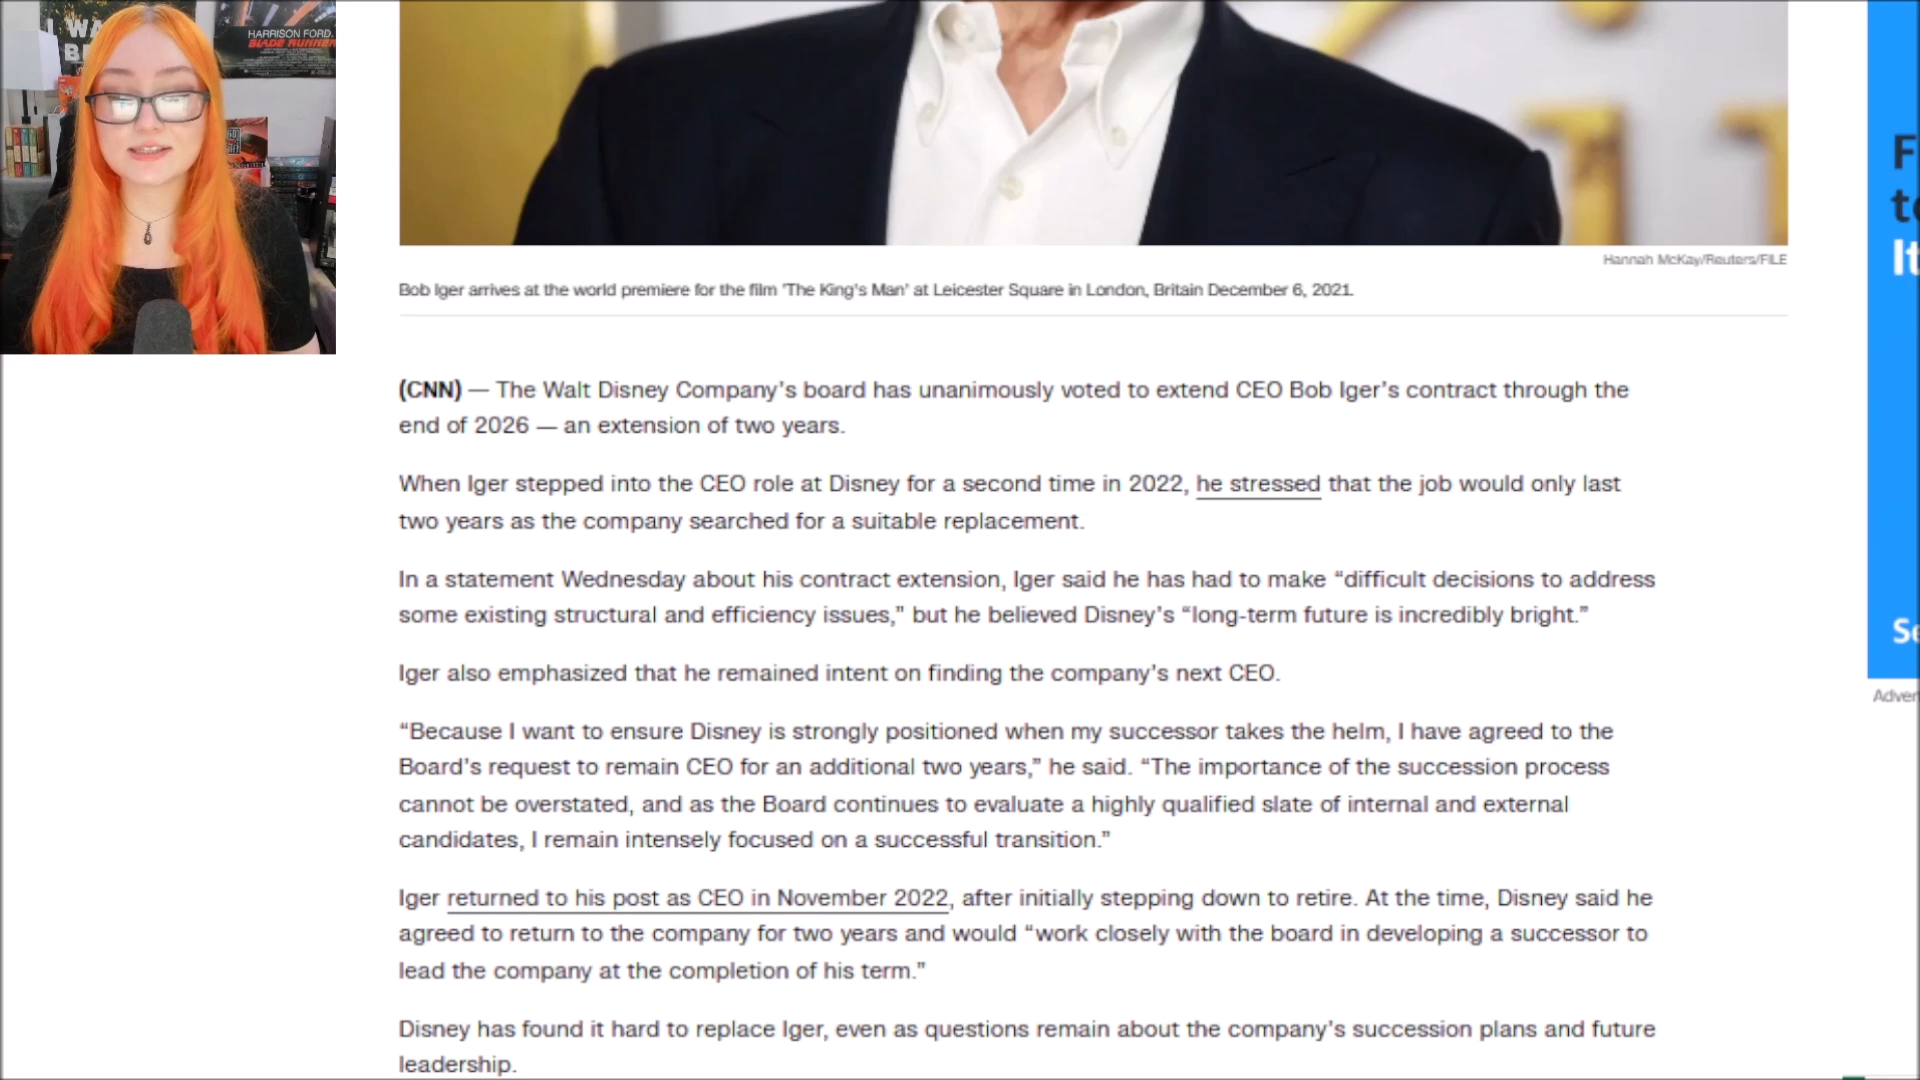 I WA
BE
HARRISON FORD.
BLADE RUNNER
Hannah McKay/Reuters/FILE
Bob Iger arrives at the world premiere for the film 'The King's Man' at Leicester Square in London, Britain December 6, 2021.
(CNN) — The Walt Disney Company's board has unanimously voted to extend CEO Bob Iger's contract through the
end of 2026 — an extension of two years.
When Iger stepped into the CEO role at Disney for a second time in 2022, he stressed that the job would only last
two years as the company searched for a suitable replacement.
In a statement Wednesday about his contract extension, Iger said he has had to make “difficult decisions to address
some existing structural and efficiency issues,” but he believed Disney's “long-term future is incredibly bright.”
Iger also emphasized that he remained intent on finding the company's next CEO.
“Because I want to ensure Disney is strongly positioned when my successor takes the helm, I have agreed to the
Board's request to remain CEO for an additional two years,” he said. “The importance of the succession process
cannot be overstated, and as the Board continues to evaluate a highly qualified slate of internal and external
candidates, I remain intensely focused on a successful transition.”
Iger returned to his post as CEO in November 2022, after initially stepping down to retire. At the time, Disney said he
agreed to return to the company for two years and would “work closely with the board in developing a successor to
lead the company at the completion of his term.”
Disney has found it hard to replace Iger, even as questions remain about the company's succession plans and future
leadership.
F
to
It
Se
Adver